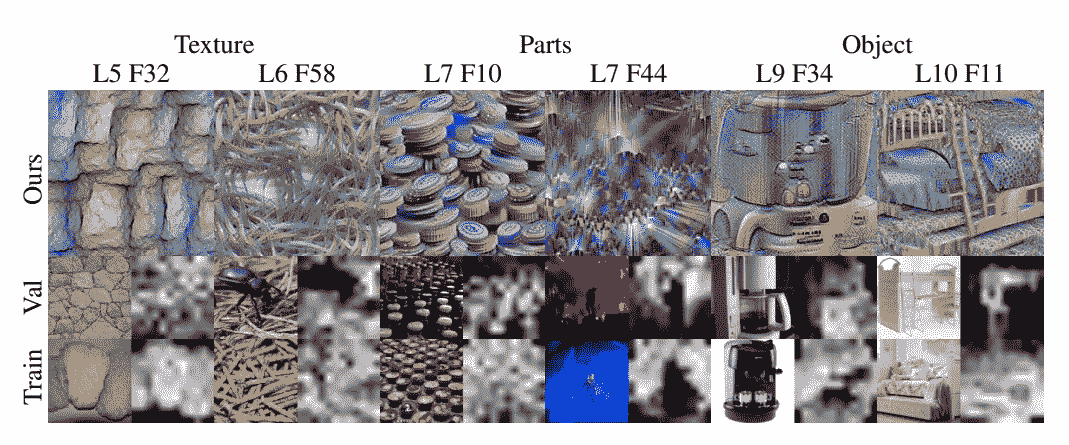 Texture Parts Object
L5 F32 L6 F58 L7 F10 L7 F44 L9 F34 L10 F11
Ours
Val
Train